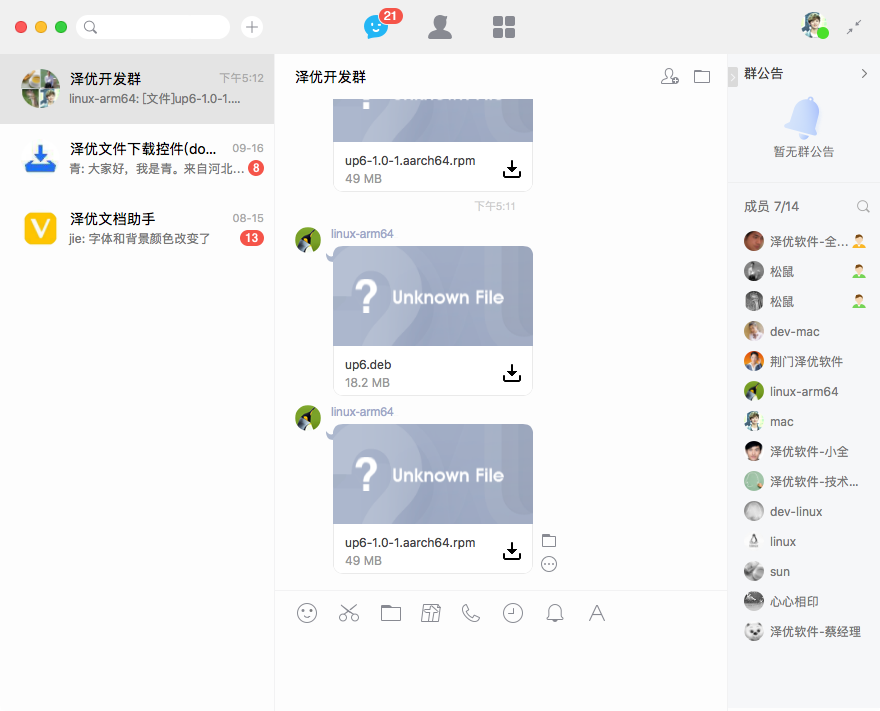 21
泽优开发群
下午5:12
linux-arm64: [文件]up6-1.0-1....
泽优文件下载控件(do...
09-16
青: 大家好，我是青。来自河北...
8
泽优文档助手
08-15
jie: 字体和背景颜色改变了
13
泽优开发群
up6-1.0-1.aarch64.rpm
49 MB
下午5:11
linux-arm64
? Unknown File
up6.deb
18.2 MB
linux-arm64
? Unknown File
up6-1.0-1.aarch64.rpm
49 MB
群公告
暂无群公告
成员 7/14
泽优软件-全...
松鼠
松鼠
dev-mac
荆门泽优软件
linux-arm64
mac
泽优软件-小全
泽优软件-技术...
dev-linux
linux
sun
心心相印
泽优软件-蔡经理